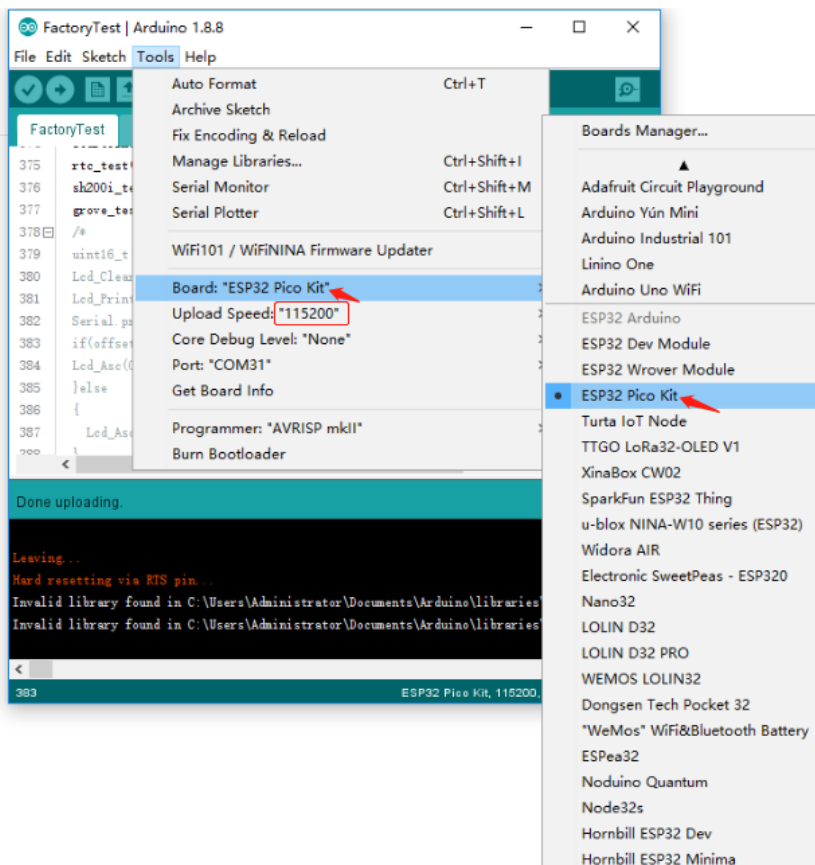 FactoryTest | Arduino 1.8.8
File Edit Sketch Tools Help
FactoryTest
375 rtc_test
376 sh200i_te
377 grove_tes
378 /*
379 uint16_t
380 Lcd_Clear
381 Lcd_Print
382 Serial.pr
383 if(offset
384 Lcd_Asc(0
385 }else
386 {
387 Lcd_Asc
Auto Format Ctrl+T
Archive Sketch
Fix Encoding & Reload
Manage Libraries... Ctrl+Shift+I
Serial Monitor Ctrl+Shift+M
Serial Plotter Ctrl+Shift+L
WiFi101 / WiFiNINA Firmware Updater
Board: "ESP32 Pico Kit"
Upload Speed: "115200"
Core Debug Level: "None"
Port: "COM31"
Get Board Info
Programmer: "AVRISP mkII"
Burn Bootloader
Boards Manager...
Adafruit Circuit Playground
Arduino Yún Mini
Arduino Industrial 101
Linino One
Arduino Uno WiFi
ESP32 Arduino
ESP32 Dev Module
ESP32 Wrover Module
ESP32 Pico Kit
Turta IoT Node
TTGO LoRa32-OLED V1
XinaBox CW02
SparkFun ESP32 Thing
u-blox NINA-W10 series (ESP32)
Widora AIR
Electronic SweetPeas - ESP320
Nano32
LOLIN D32
LOLIN D32 PRO
WEMOS LOLIN32
Dongsen Tech Pocket 32
"WeMos" WiFi&Bluetooth Battery
ESPea32
Noduino Quantum
Node32s
Hornbill ESP32 Dev
Hornbill ESP32 Minima
Done uploading.
Leaving...
Hard resetting via RTS pin...
Invalid library found in C:\Users\Administrator\Documents\Arduino\libraries
Invalid library found in C:\Users\Administrator\Documents\Arduino\libraries
383 ESP32 Pico Kit, 115200,